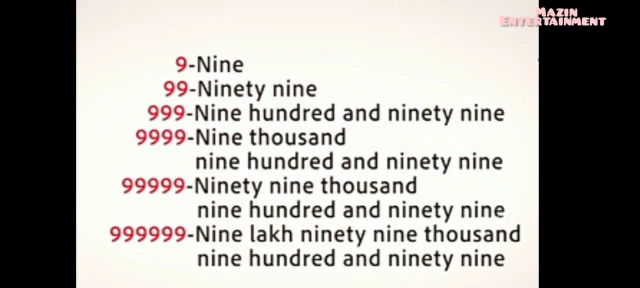 Mazin
Entertainment
9-Nine
99-Ninety nine
999-Nine hundred and ninety nine
9999-Nine thousand
nine hundred and ninety nine
99999-Ninety nine thousand
nine hundred and ninety nine
999999-Nine lakh ninety nine thousand
nine hundred and ninety nine